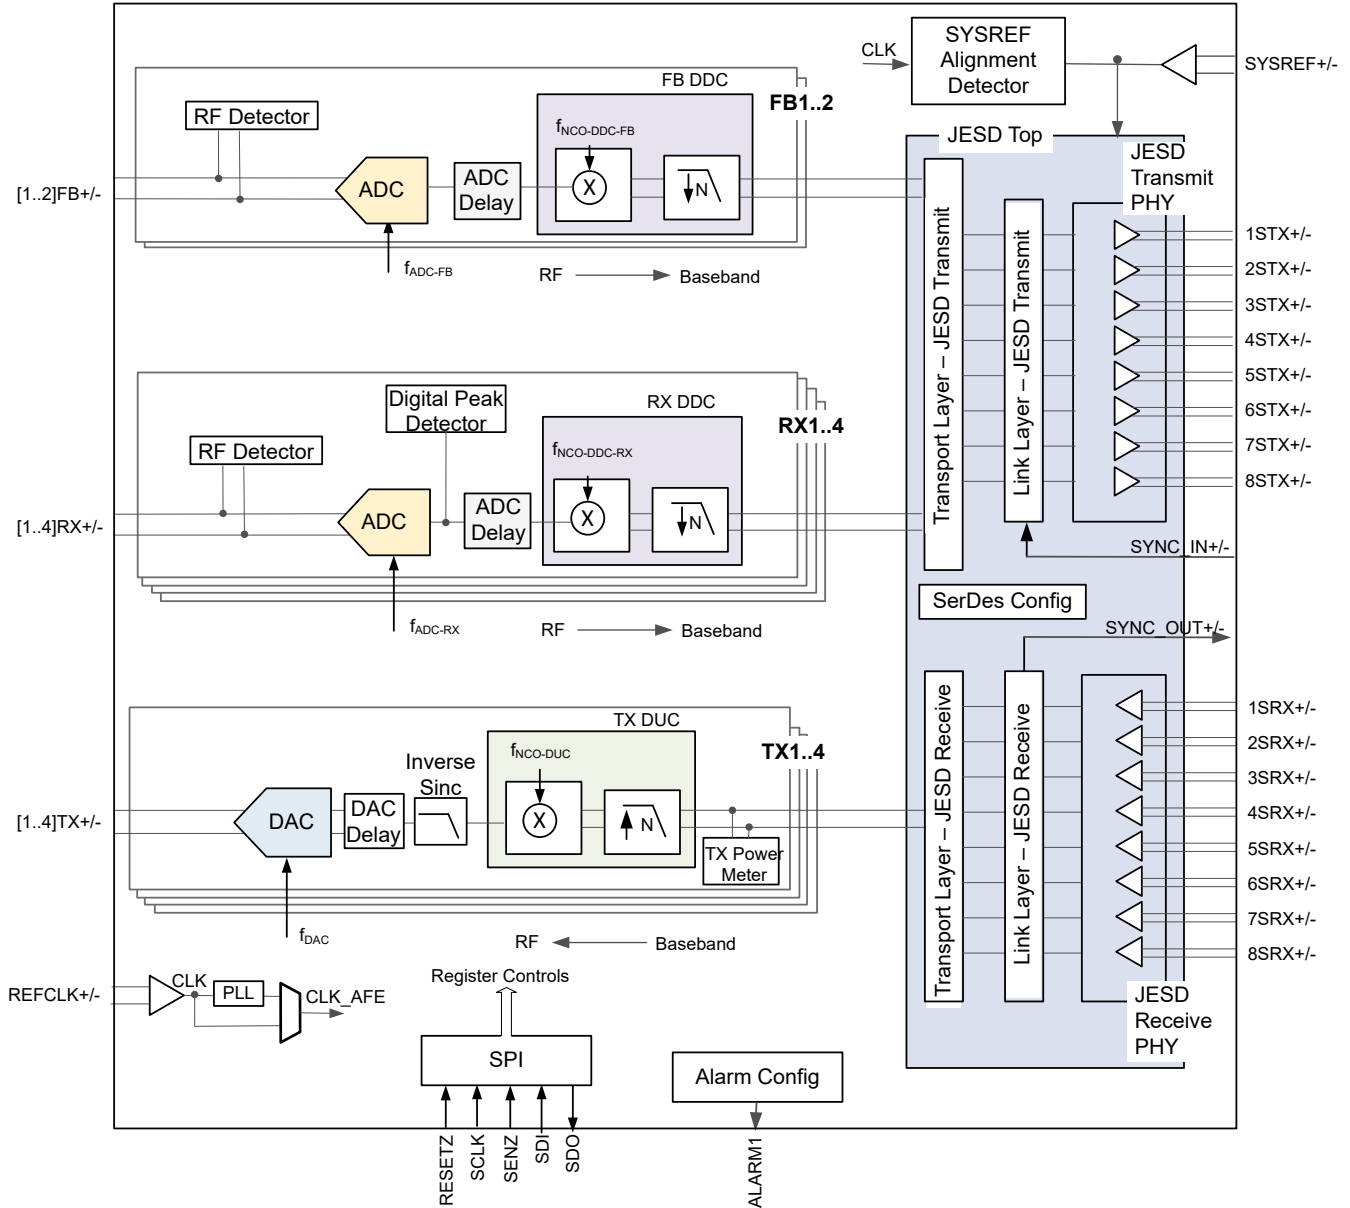 SYSREF
Alignment
Detector
CLK
SYSREF+/-
FB DDC
FB1..2
RF Detector
fNCO-DDC-FB
X
N
ADC
ADC
Delay
[1..2]FB+/-
fADC-FB
RF
Baseband
JESD Top
JESD
Transmit
PHY
Transport Layer – JESD Transmit
Link Layer – JESD Transmit
1STX+/-
2STX+/-
3STX+/-
4STX+/-
5STX+/-
6STX+/-
7STX+/-
8STX+/-
SYNC_IN+/-
Digital Peak
Detector
RX DDC
RX1..4
RF Detector
fNCO-DDC-RX
X
N
ADC
ADC
Delay
[1..4]RX+/-
fADC-RX
RF
Baseband
SerDes Config
SYNC_OUT+/-
TX DUC
TX1..4
Inverse
Sinc
fNCO-DUC
X
N
DAC
DAC
Delay
TX Power
Meter
[1..4]TX+/-
fDAC
RF
Baseband
Transport Layer – JESD Receive
Link Layer – JESD Receive
1SRX+/-
2SRX+/-
3SRX+/-
4SRX+/-
5SRX+/-
6SRX+/-
7SRX+/-
8SRX+/-
JESD
Receive
PHY
REFCLK+/-
CLK
PLL
CLK_AFE
Register Controls
SPI
RESETZ
SCLK
SENZ
SDI
SDO
Alarm Config
ALARM1